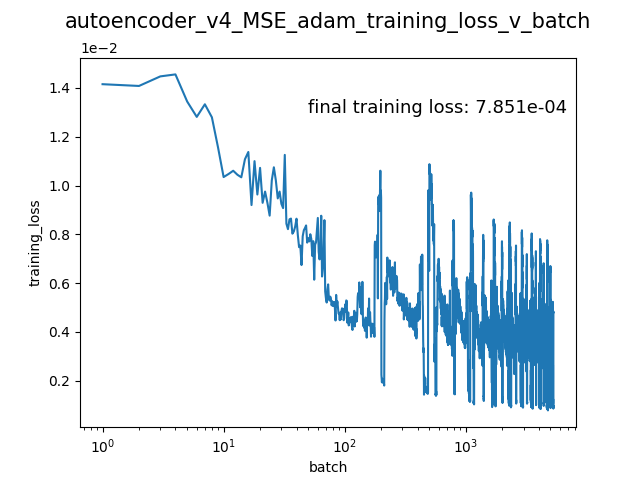 autoencoder_v4_MSE_adam_training_loss_v_batch
1e−2
final training loss: 7.851e-04
1.4
1.2
1.0
0.8
0.6
0.4
0.2
training_loss
10⁰ 10¹ 10² 10³
batch